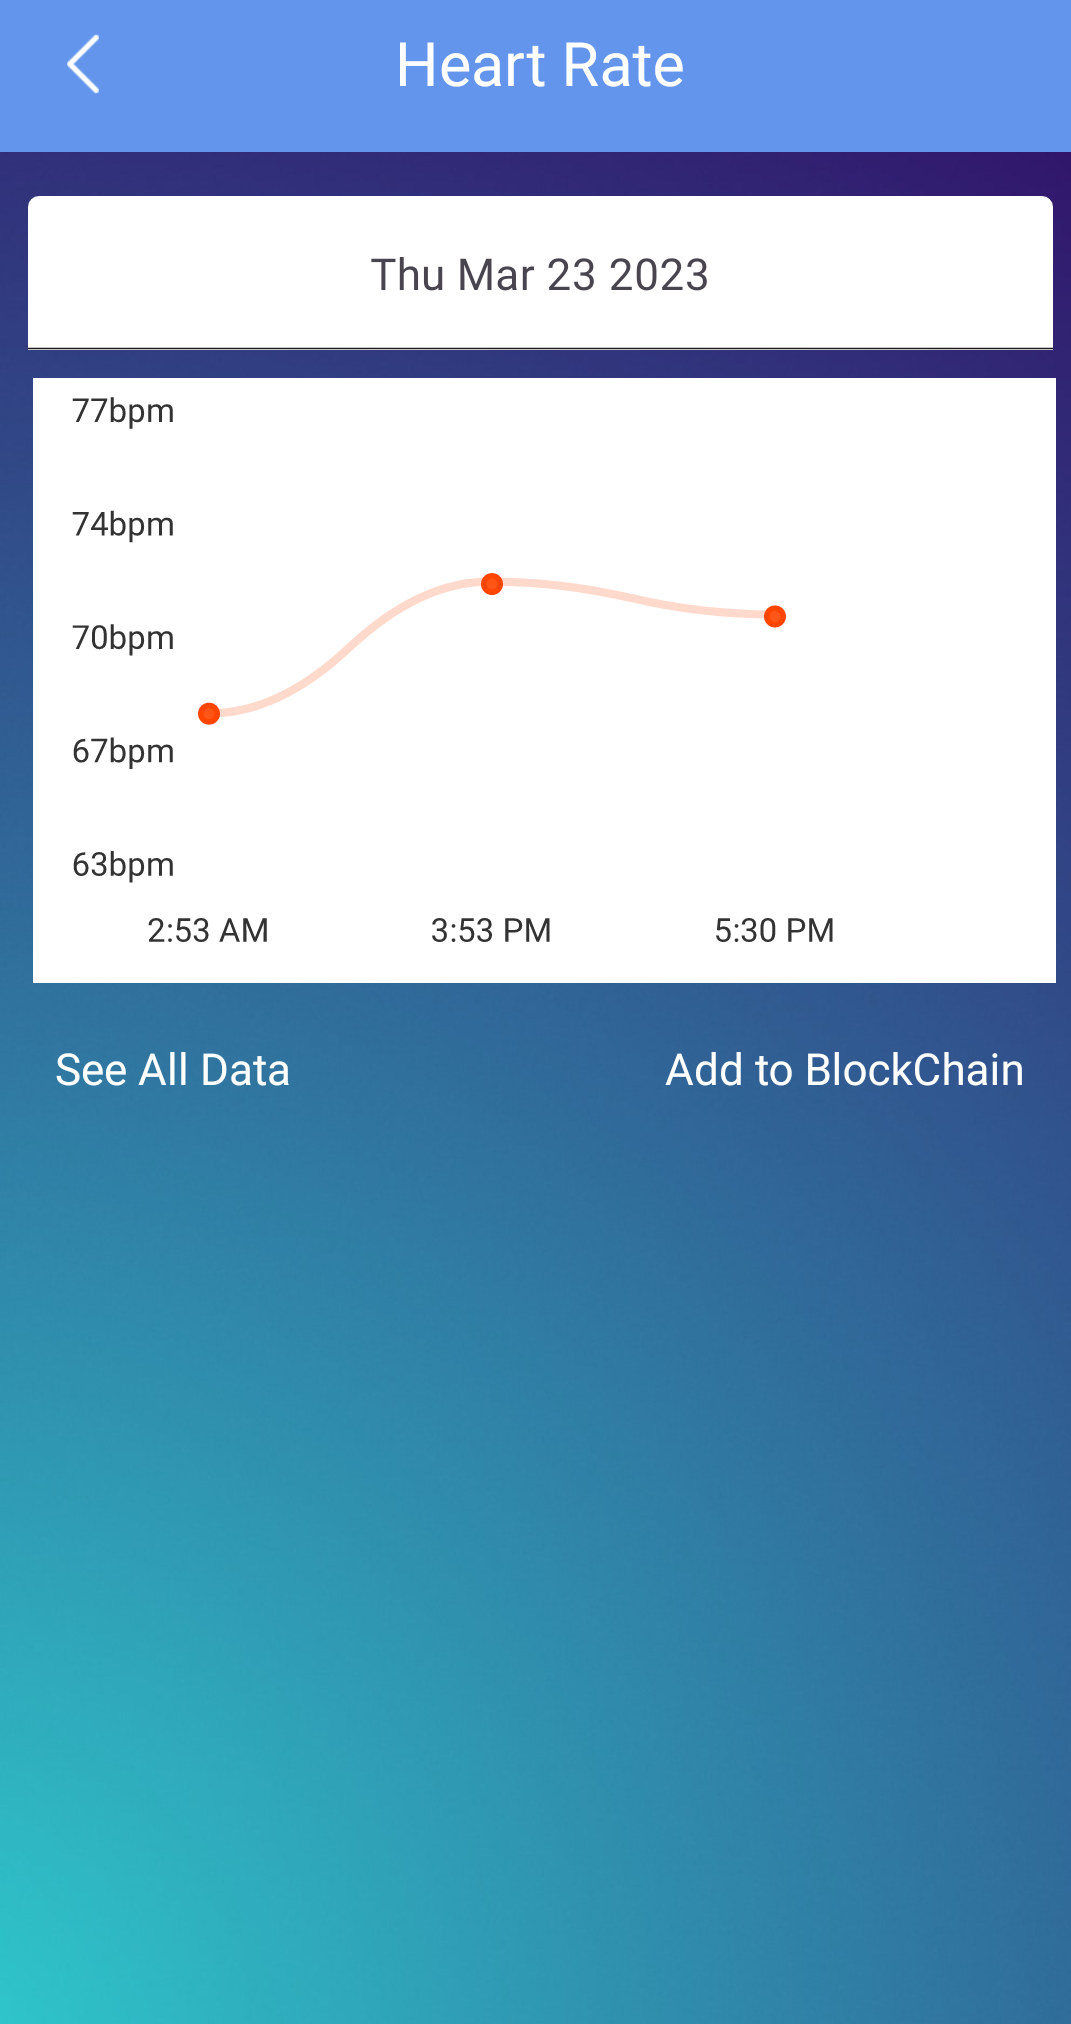 Heart Rate
Thu Mar 23 2023
77bpm
74bpm
70bpm
67bpm
63bpm
2:53 AM 3:53 PM 5:30 PM
See All Data Add to BlockChain